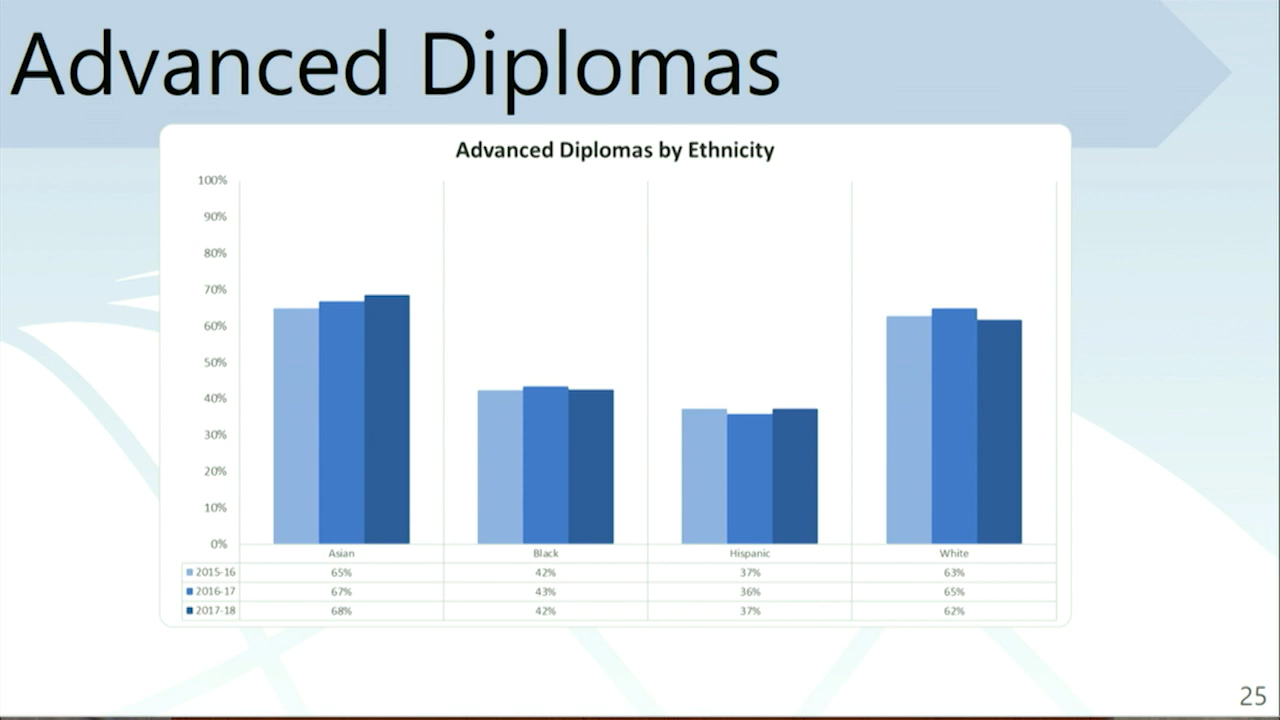 Advanced Diplomas
Advanced Diplomas by Ethnicity
100%
90%
80%
70%
60%
50%
40%
30%
20%
10%
0%
Asian Black Hispanic White
2015-16 65% 42% 37% 63%
2016-17 67% 43% 36% 65%
2017-18 68% 42% 37% 62%
25